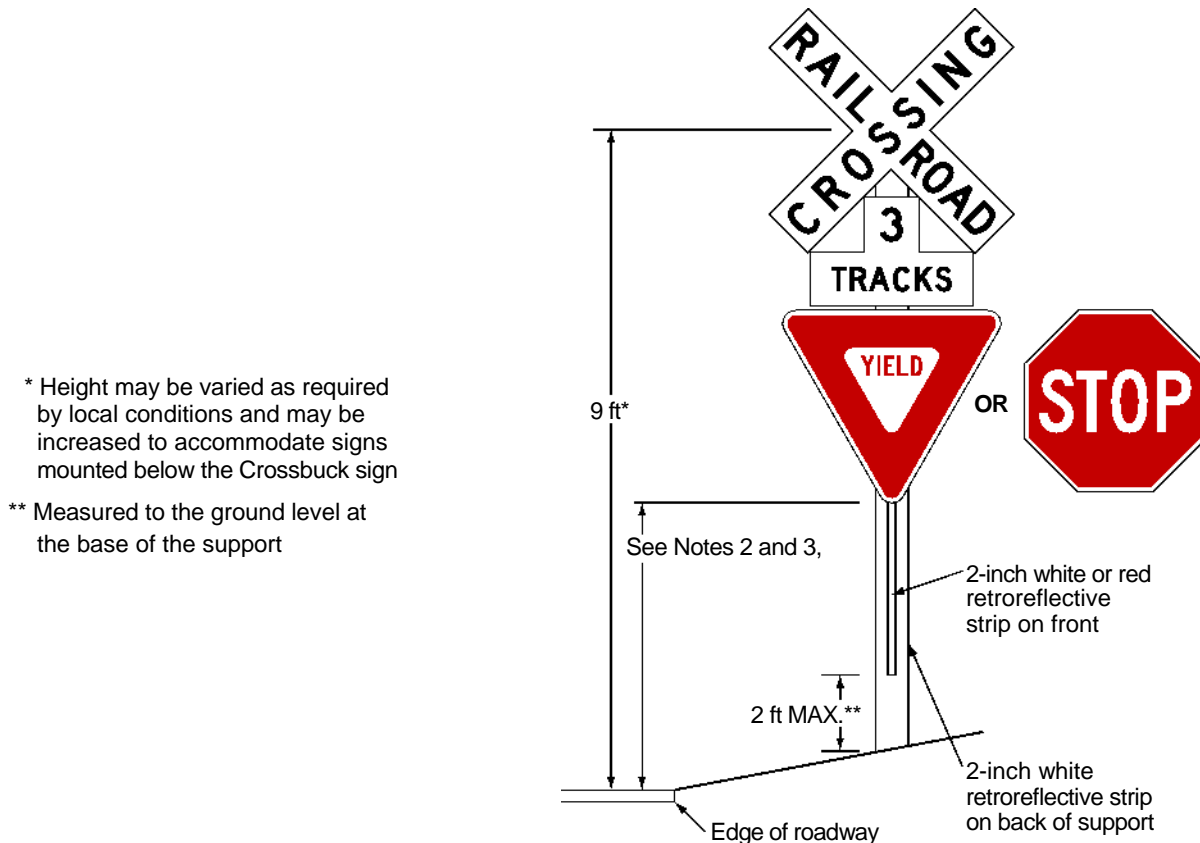 RAILROAD
CROSSING
3
TRACKS
YIELD
OR
STOP
9 ft*
* Height may be varied as required
by local conditions and may be
increased to accommodate signs
mounted below the Crossbuck sign
** Measured to the ground level at
the base of the support
See Notes 2 and 3,
2-inch white or red
retroreflective
strip on front
2 ft MAX.**
2-inch white
retroreflective strip
on back of support
Edge of roadway